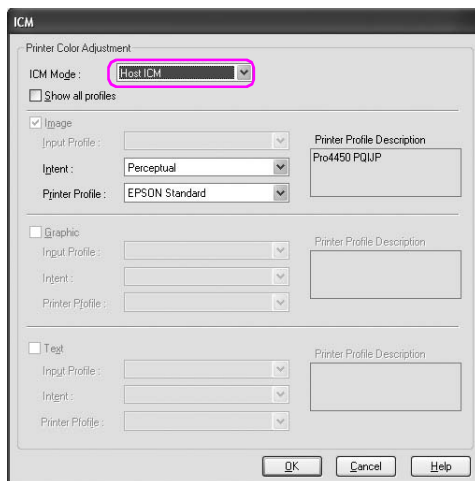 ICM
Printer Color Adjustment
ICM Mode :
Host ICM
Show all profiles
Image
Input Profile :
Intent :
Perceptual
Printer Profile :
EPSON Standard
Printer Profile Description
Pro4450 PQIJP
Graphic
Input Profile :
Intent :
Printer Profile :
Printer Profile Description
Text
Input Profile :
Intent :
Printer Profile :
Printer Profile Description
OK
Cancel
Help